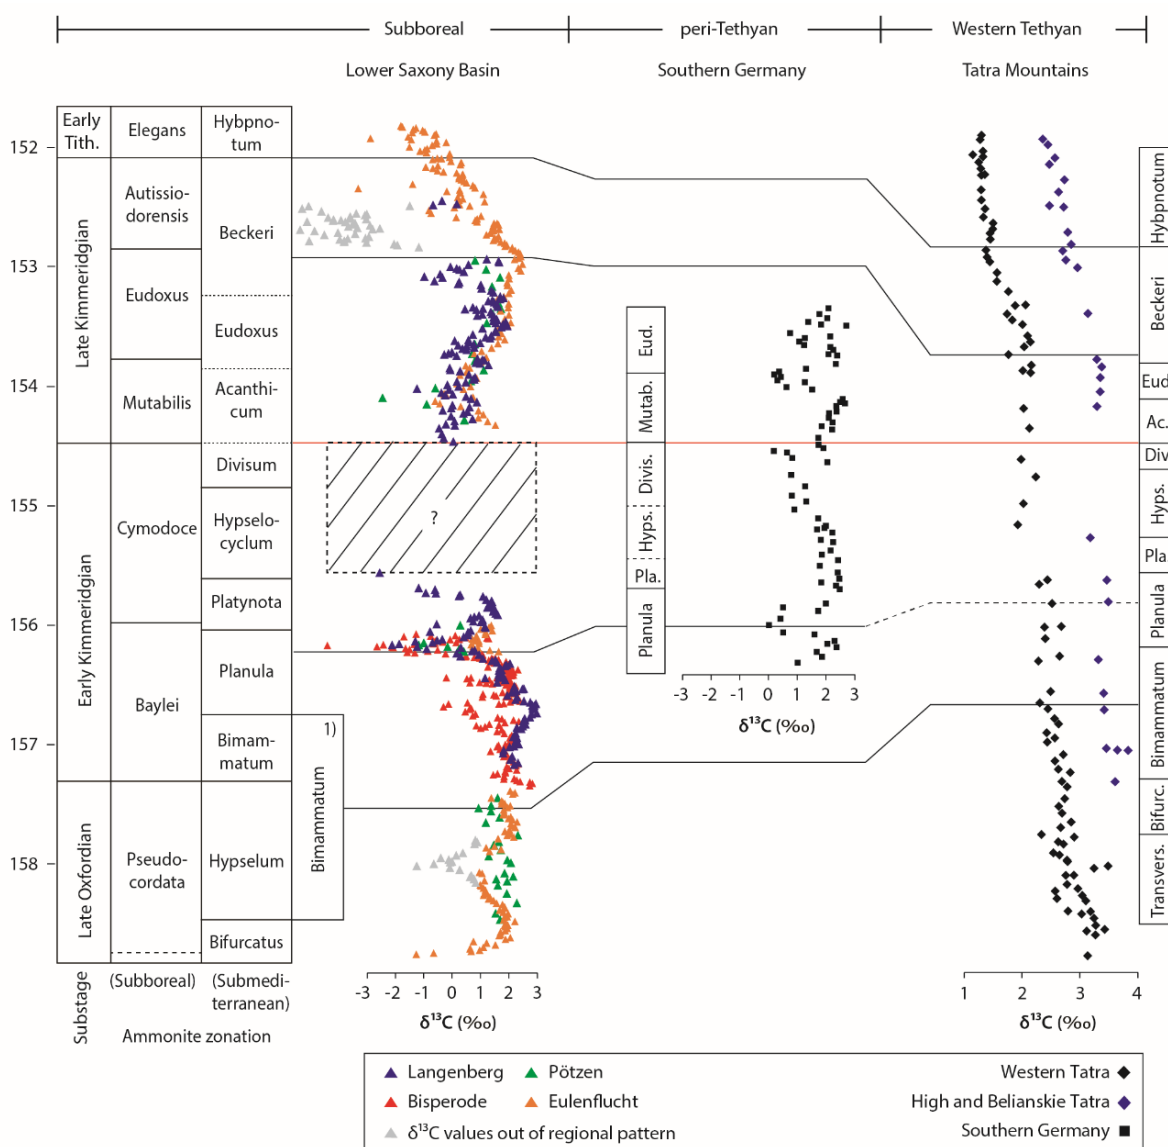 Subboreal
peri-Tethyan
Western Tethyan
Lower Saxony Basin
Southern Germany
Tatra Mountains
Early
Tith.
Elegans
Hybpno-
tum
152
Late Kimmeridgian
Autissio-
dorensis
Beckeri
153
Eudoxus
Eudoxus
154
Mutabilis
Acanthi-
cum
Early Kimmeridgian
Cymodoce
Divisum
155
Hypselo-
cyclum
?
Platynota
156
Baylei
Planula
157
Bimam-
matum
1)
Bimammatum
Late Oxfordian
158
Pseudo-
cordata
Hypselum
Bifurcatus
Substage
(Subboreal)
(Submedi-
terranean)
Ammonite zonation
-3 -2 -1 0 1 2 3
δ¹³C (‰)
Eud.
Mutab.
Divis.
Hyps.
Pla.
Planula
-3 -2 -1 0 1 2 3
δ¹³C (‰)
Hybpnotum
Beckeri
Eud.
Ac.
Div.
Hyps.
Pla.
Planula
Bimammatum
Bifurc.
Transvers.
1 2 3 4
δ¹³C (‰)
Langenberg
Pötzen
Western Tatra
Bisperode
Eulenflucht
High and Belianskie Tatra
δ¹³C values out of regional pattern
Southern Germany